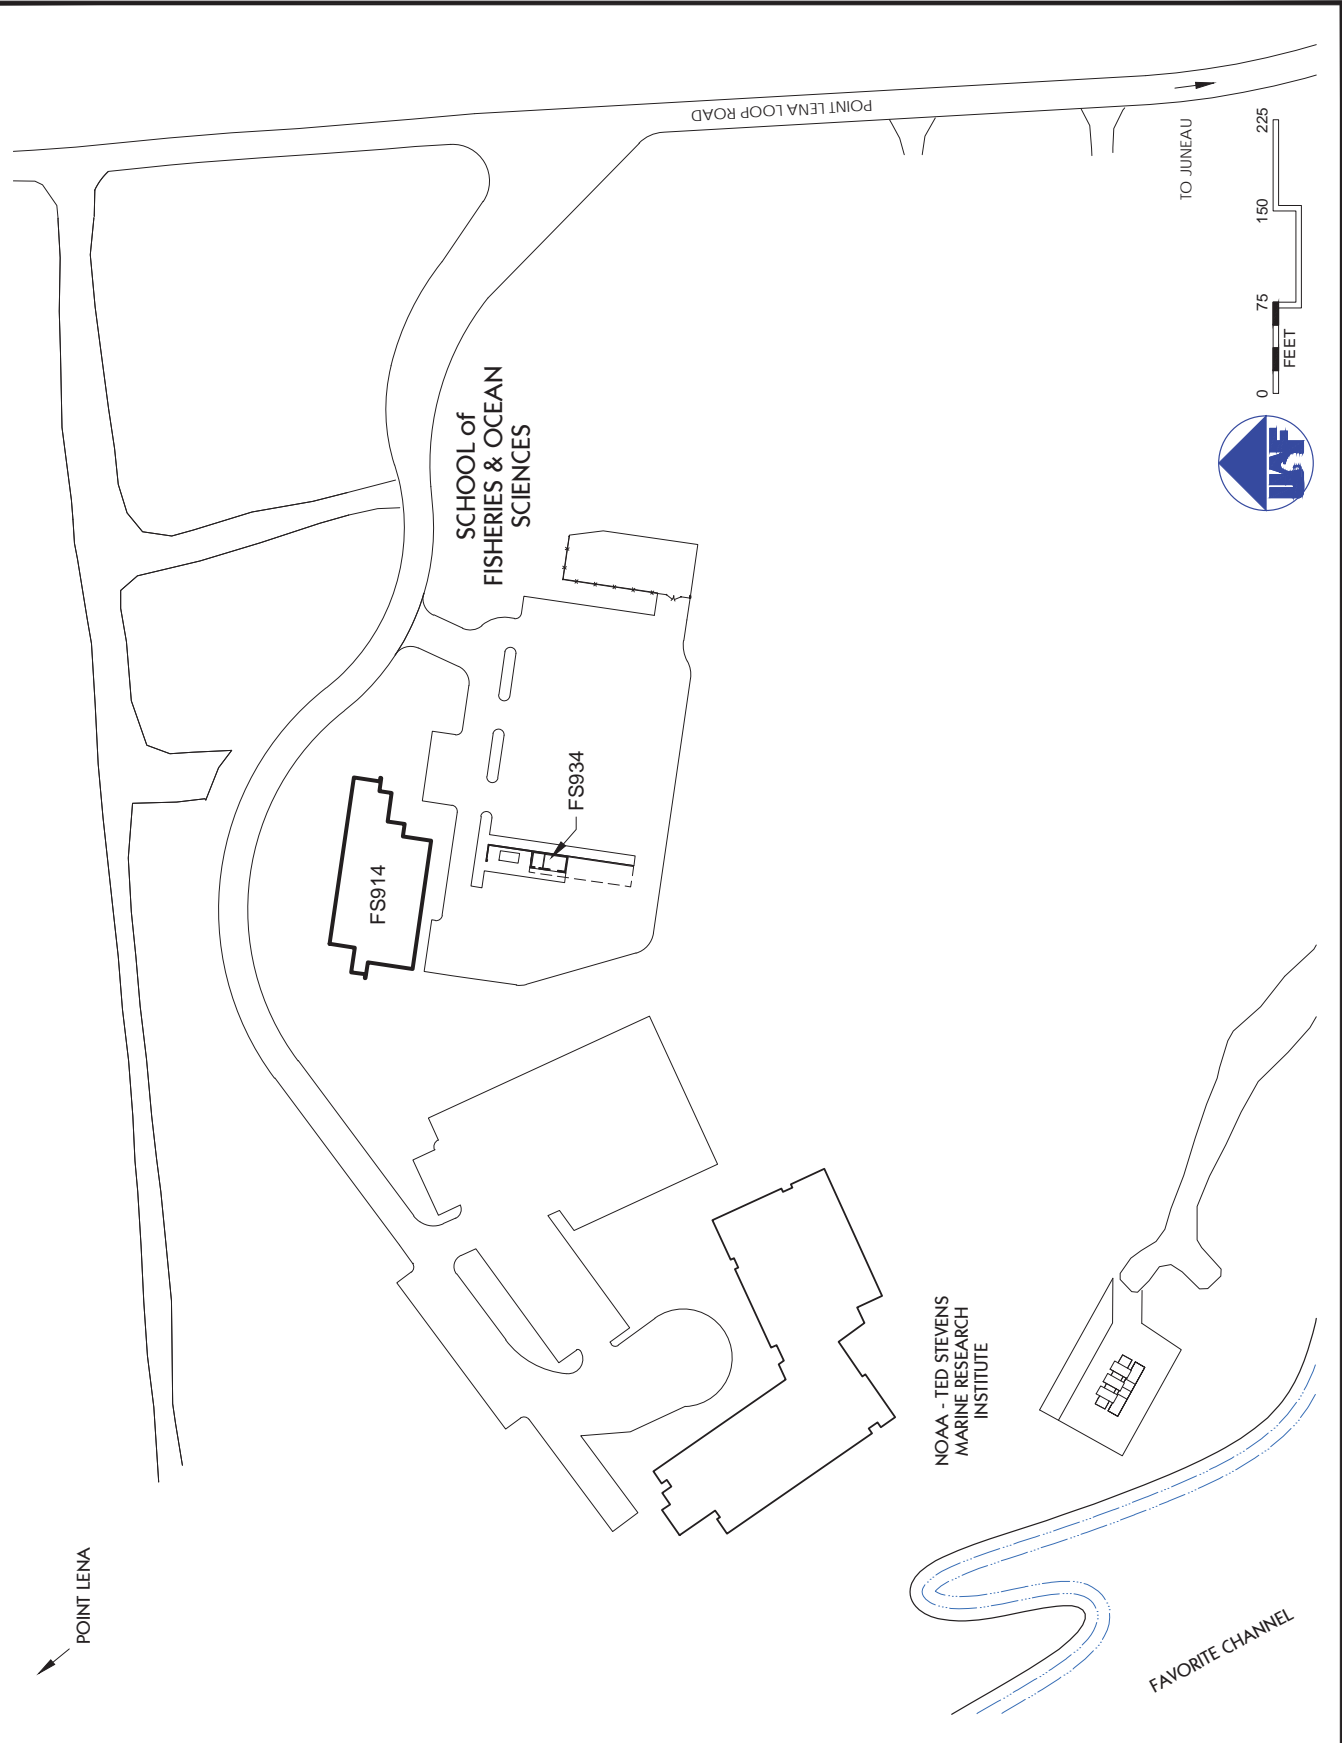 POINT LENA LOOP ROAD
TO JUNEAU
0 75 150 225
FEET
UAF
SCHOOL of
FISHERIES & OCEAN
SCIENCES
FS934
FS914
NOAA - TED STEVENS
MARINE RESEARCH
INSTITUTE
POINT LENA
FAVORITE CHANNEL